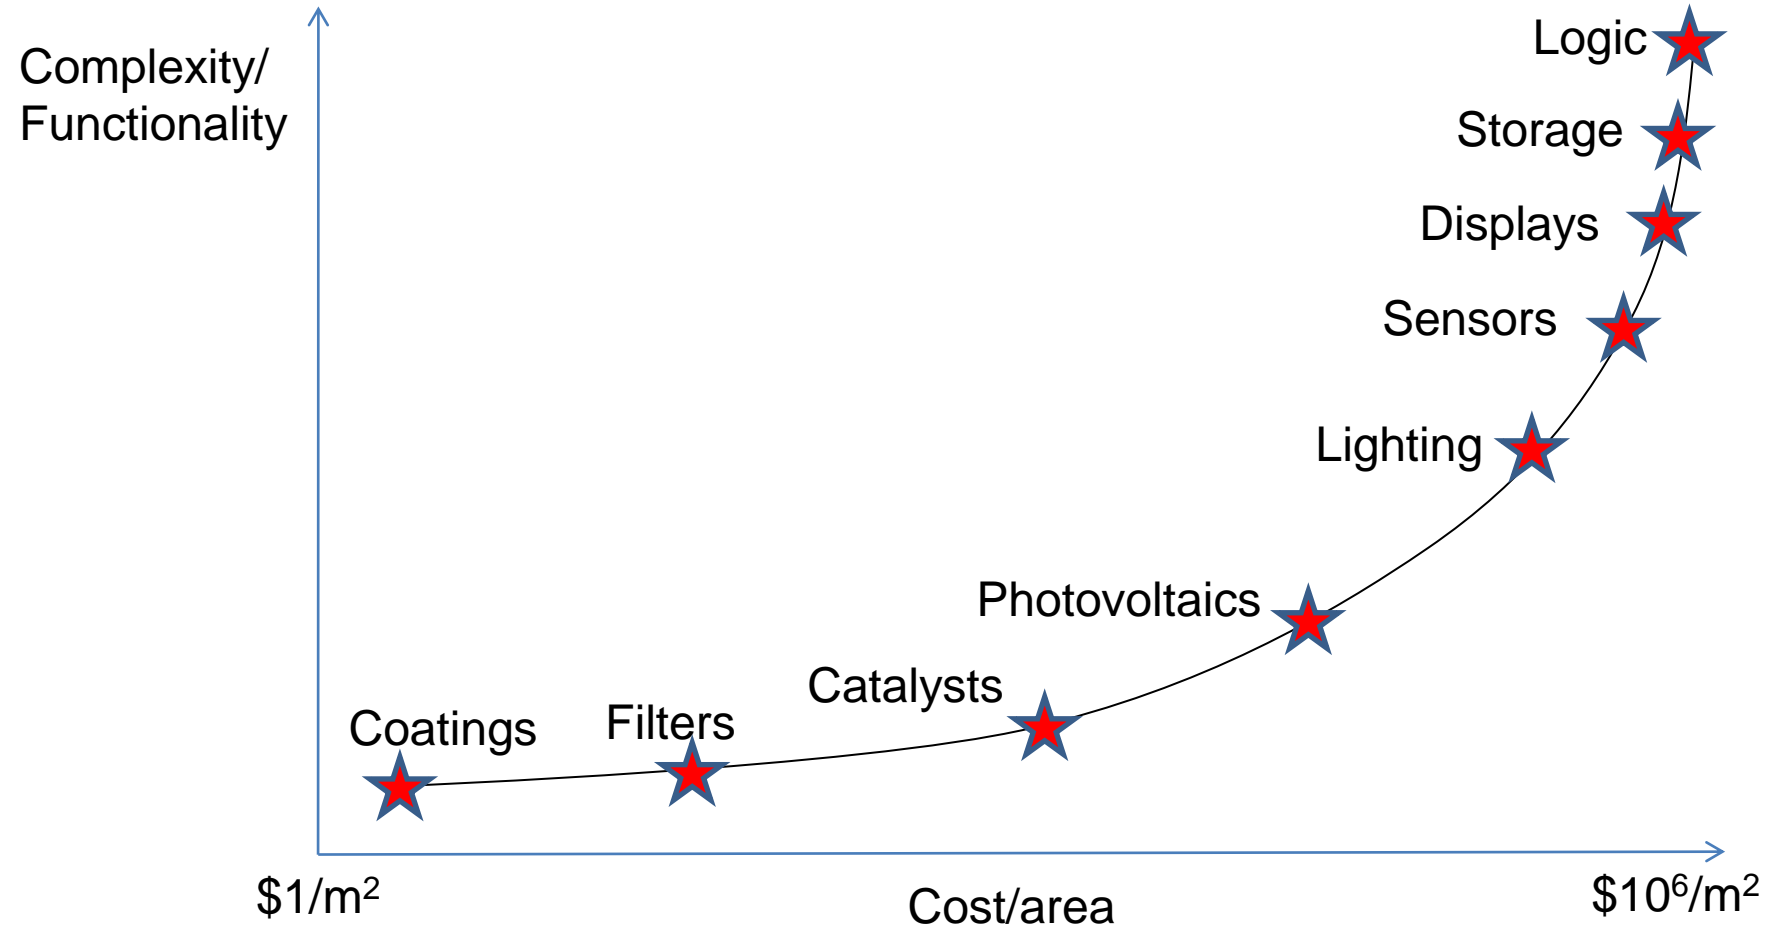 Complexity/
Functionality
Logic
Storage
Displays
Sensors
Lighting
Photovoltaics
Catalysts
Filters
Coatings
$1/m²
Cost/area
$10⁶/m²